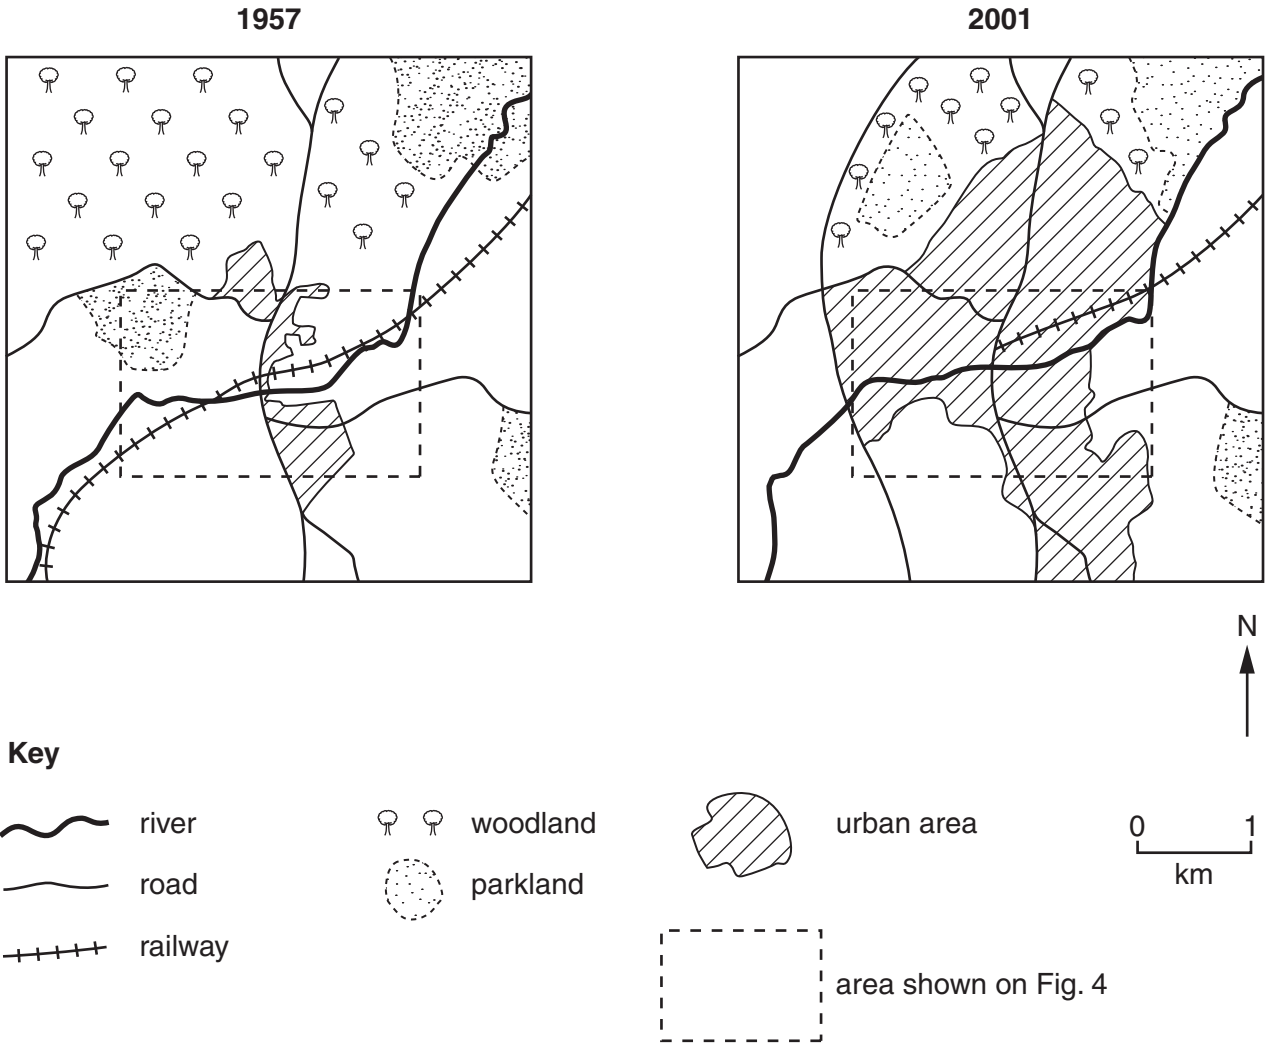 1957
2001
N
Key
river
woodland
urban area
0 1
km
road
parkland
railway
area shown on Fig. 4